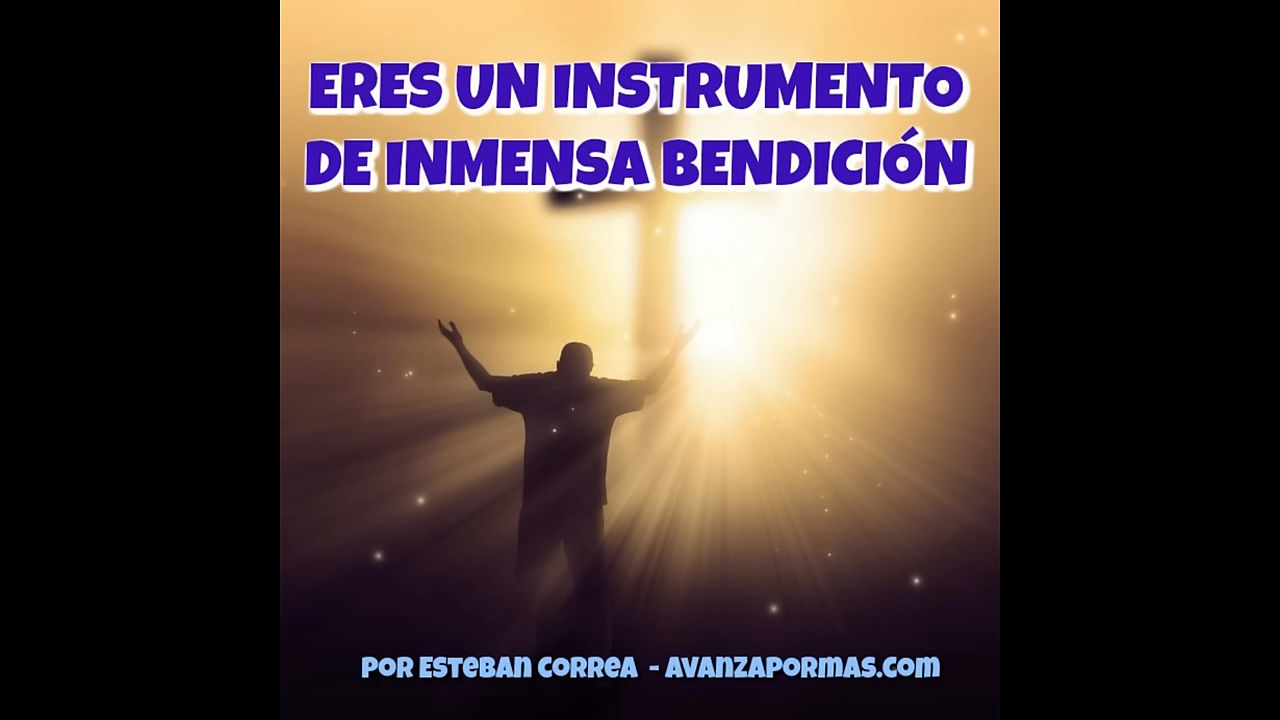 ERES UN INSTRUMENTO
DE INMENSA BENDICIÓN
POR ESTEBAN CORREA - AVANZAPORMAS.COM